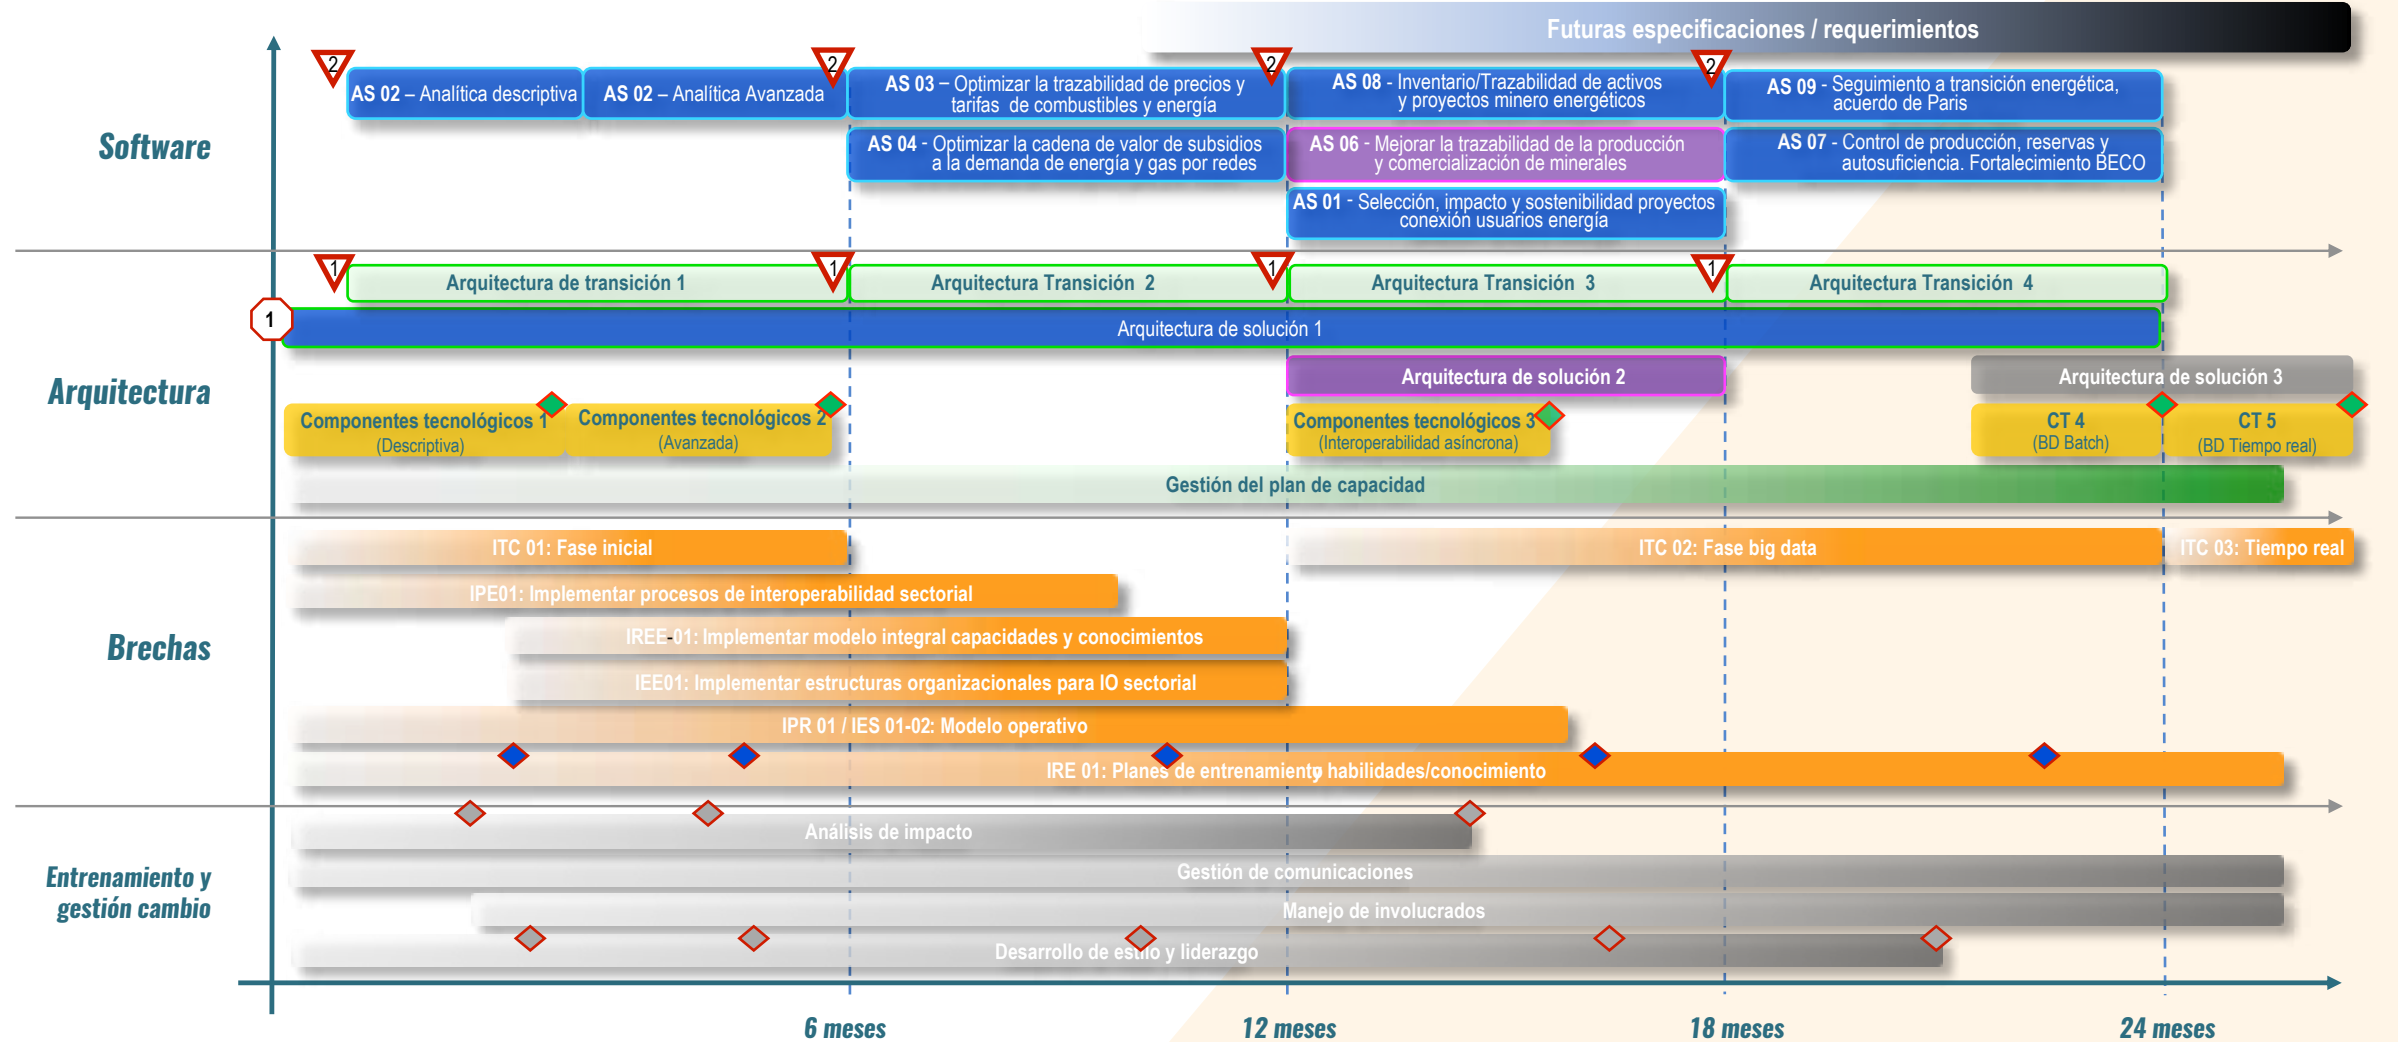 Futuras especificaciones / requerimientos
2
2
2
2
AS 02 – Analítica descriptiva
AS 02 – Analítica Avanzada
AS 03 – Optimizar la trazabilidad de precios y
tarifas de combustibles y energía
AS 08 - Inventario/Trazabilidad de activos
y proyectos minero energéticos
AS 09 - Seguimiento a transición energética,
acuerdo de Paris
Software
AS 04 - Optimizar la cadena de valor de subsidios
a la demanda de energía y gas por redes
AS 06 - Mejorar la trazabilidad de la producción
y comercialización de minerales
AS 07 - Control de producción, reservas y
autosuficiencia. Fortalecimiento BECO
AS 01 - Selección, impacto y sostenibilidad proyectos
conexión usuarios energía
1
1
1
1
Arquitectura de transición 1
Arquitectura Transición 2
Arquitectura Transición 3
Arquitectura Transición 4
1
Arquitectura de solución 1
Arquitectura
Arquitectura de solución 2
Arquitectura de solución 3
Componentes tecnológicos 1
(Descriptiva)
Componentes tecnológicos 2
(Avanzada)
Componentes tecnológicos 3
(Interoperabilidad asíncrona)
CT 4
(BD Batch)
CT 5
(BD Tiempo real)
Gestión del plan de capacidad
Brechas
ITC 01: Fase inicial
ITC 02: Fase big data
ITC 03: Tiempo real
IPE01: Implementar procesos de interoperabilidad sectorial
IREE-01: Implementar modelo integral capacidades y conocimientos
IEE01: Implementar estructuras organizacionales para IO sectorial
IPR 01 / IES 01-02: Modelo operativo
IRE 01: Planes de entrenamiento y habilidades/conocimiento
Entrenamiento y
gestión cambio
Análisis de impacto
Gestión de comunicaciones
Manejo de involucrados
Desarrollo de estilo y liderazgo
6 meses
12 meses
18 meses
24 meses